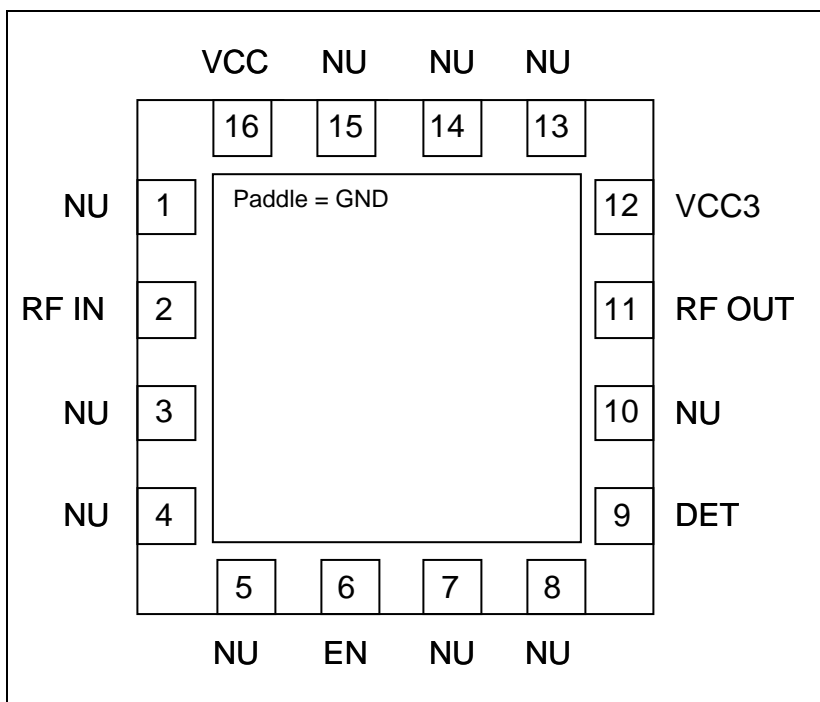 VCC NU NU NU
16 15 14 13
Paddle = GND
NU 1 12 VCC3
RF IN 2 11 RF OUT
NU 3 10 NU
NU 4 9 DET
5 6 7 8
NU EN NU NU